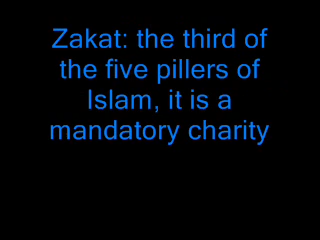 Zakat: the third of
the five pillers of
Islam, it is a
mandatory charity